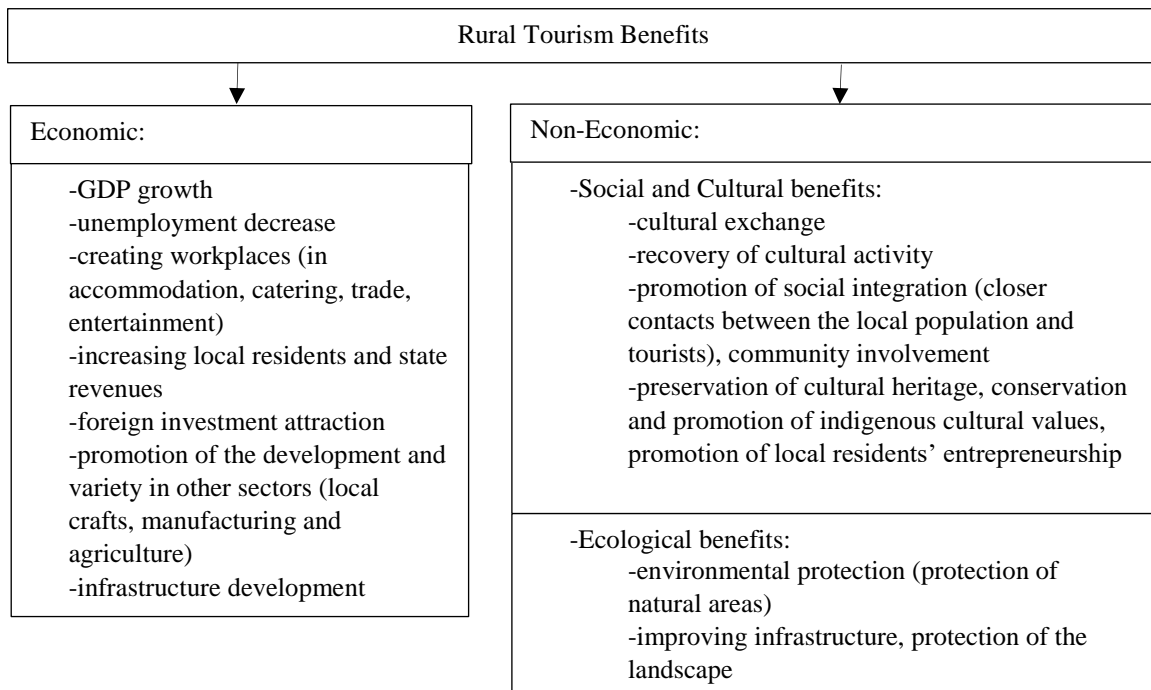 Rural Tourism Benefits
Economic:
-GDP growth
-unemployment decrease
-creating workplaces (in
accommodation, catering, trade,
entertainment)
-increasing local residents and state
revenues
-foreign investment attraction
-promotion of the development and
variety in other sectors (local
crafts, manufacturing and
agriculture)
-infrastructure development
Non-Economic:
-Social and Cultural benefits:
-cultural exchange
-recovery of cultural activity
-promotion of social integration (closer
contacts between the local population and
tourists), community involvement
-preservation of cultural heritage, conservation
and promotion of indigenous cultural values,
promotion of local residents’ entrepreneurship
-Ecological benefits:
-environmental protection (protection of
natural areas)
-improving infrastructure, protection of the
landscape